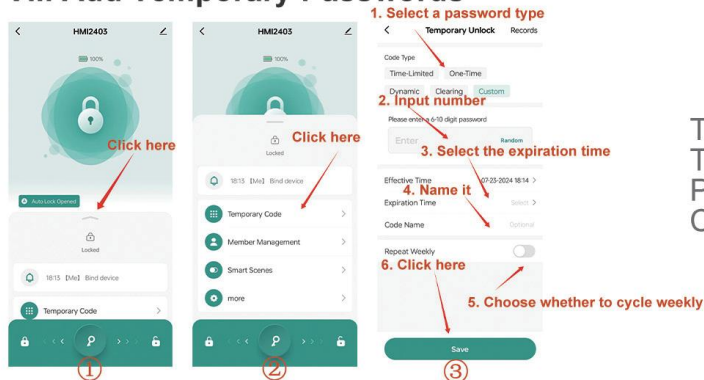 1. Select a password type
HMI2403
100%
Click here
Auto Lock Opened
Locked
18:13 【Me】 Bind device
Temporary Code
①
HMI2403
100%
Click here
Locked
18:13 【Me】 Bind device
Temporary Code
Member Management
Smart Scenes
more
②
Temporary Unlock Records
Code Type
Time-Limited One-Time
Dynamic Clearing Custom
2. Input number
Please enter a 6-10 digit password
Enter Random
3. Select the expiration time
Effective Time 07-23-2024 18:14
4. Name it
Expiration Time Select
Code Name Optional
Repeat Weekly
6. Click here
5. Choose whether to cycle weekly
Save
③